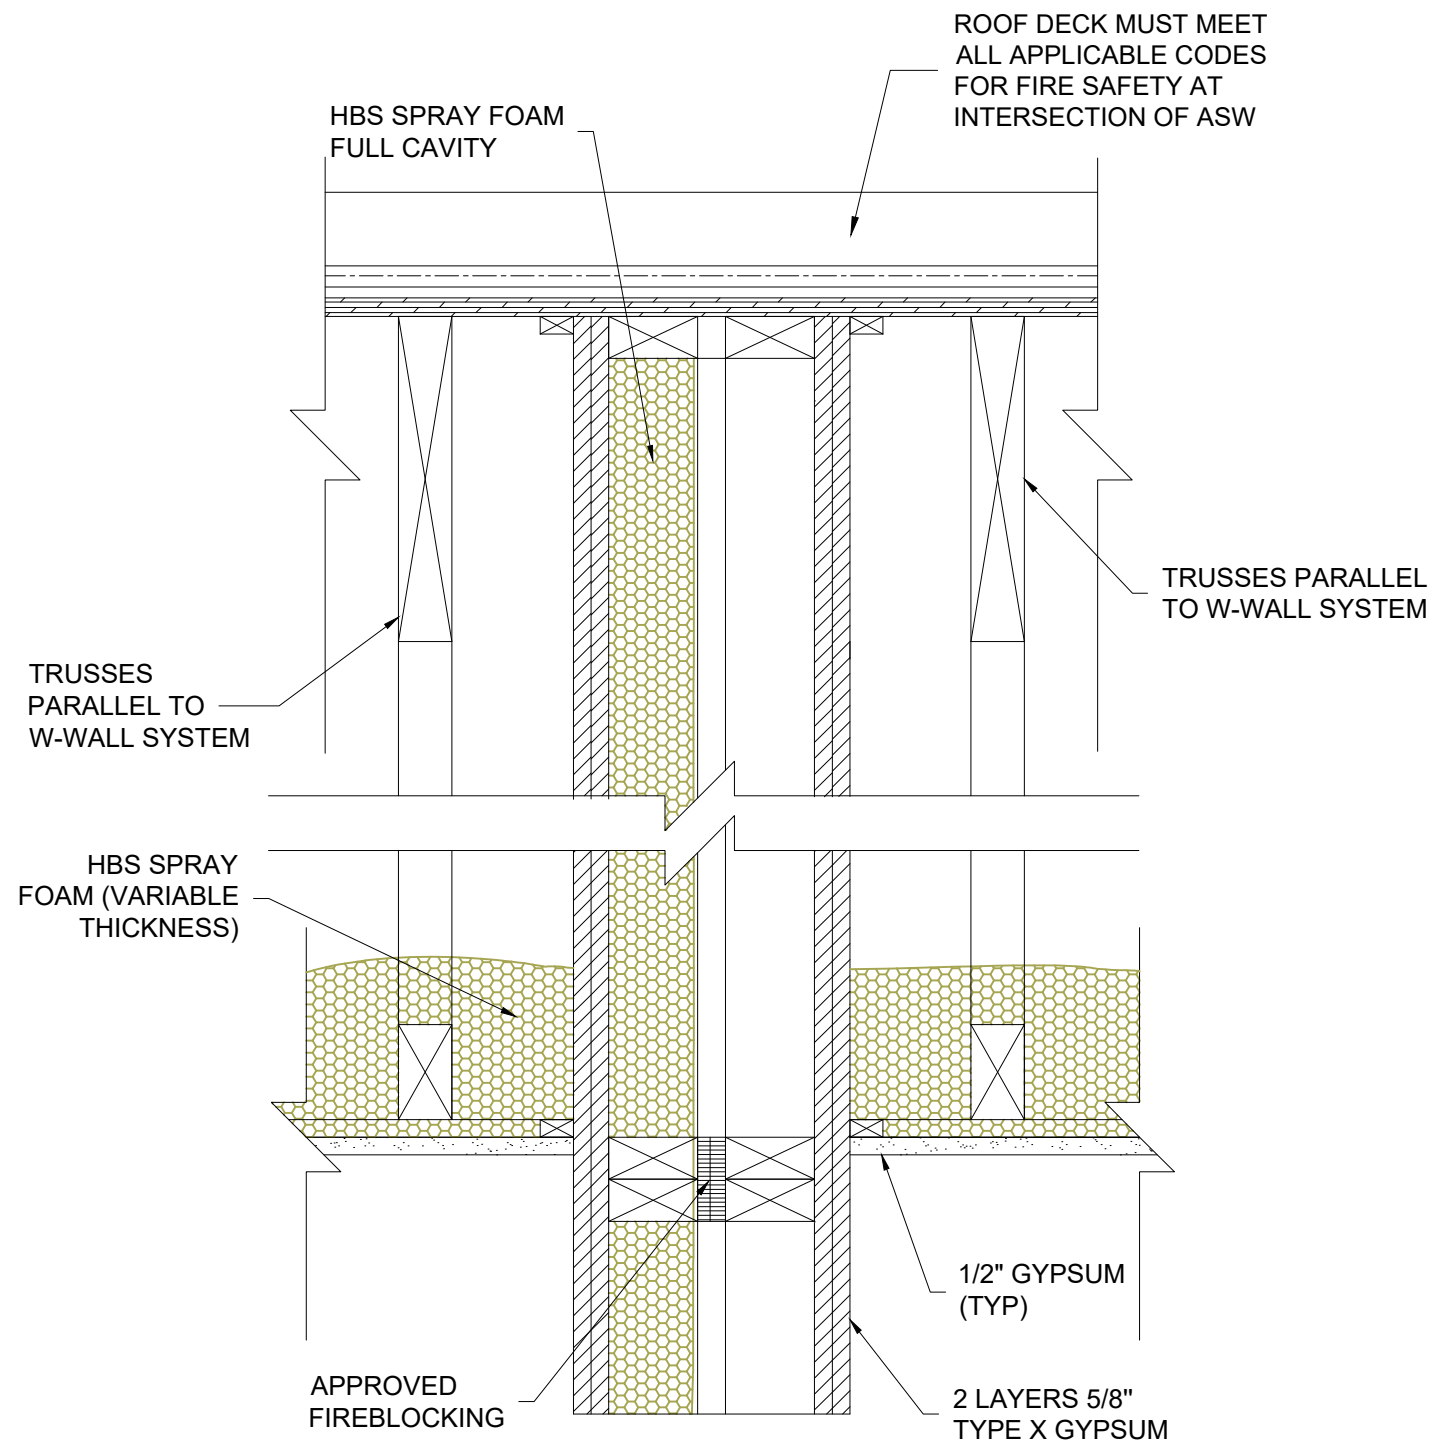 ROOF DECK MUST MEET
ALL APPLICABLE CODES
FOR FIRE SAFETY AT
INTERSECTION OF ASW
HBS SPRAY FOAM
FULL CAVITY
TRUSSES PARALLEL
TO W-WALL SYSTEM
TRUSSES
PARALLEL TO
W-WALL SYSTEM
HBS SPRAY
FOAM (VARIABLE
THICKNESS)
1/2" GYPSUM
(TYP)
APPROVED
FIREBLOCKING
2 LAYERS 5/8"
TYPE X GYPSUM